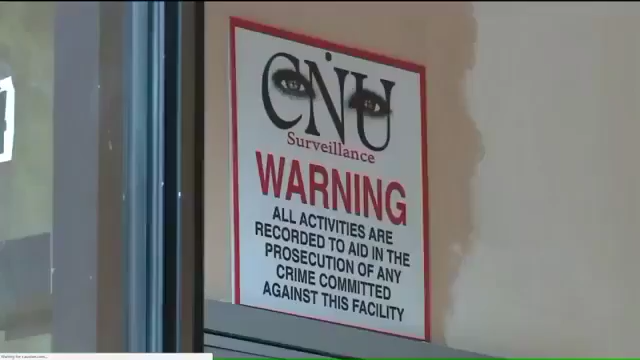 CNU
Surveillance
WARNING
ALL ACTIVITIES ARE
RECORDED TO AID IN THE
PROSECUTION OF ANY
CRIME COMMITTED
AGAINST THIS FACILITY